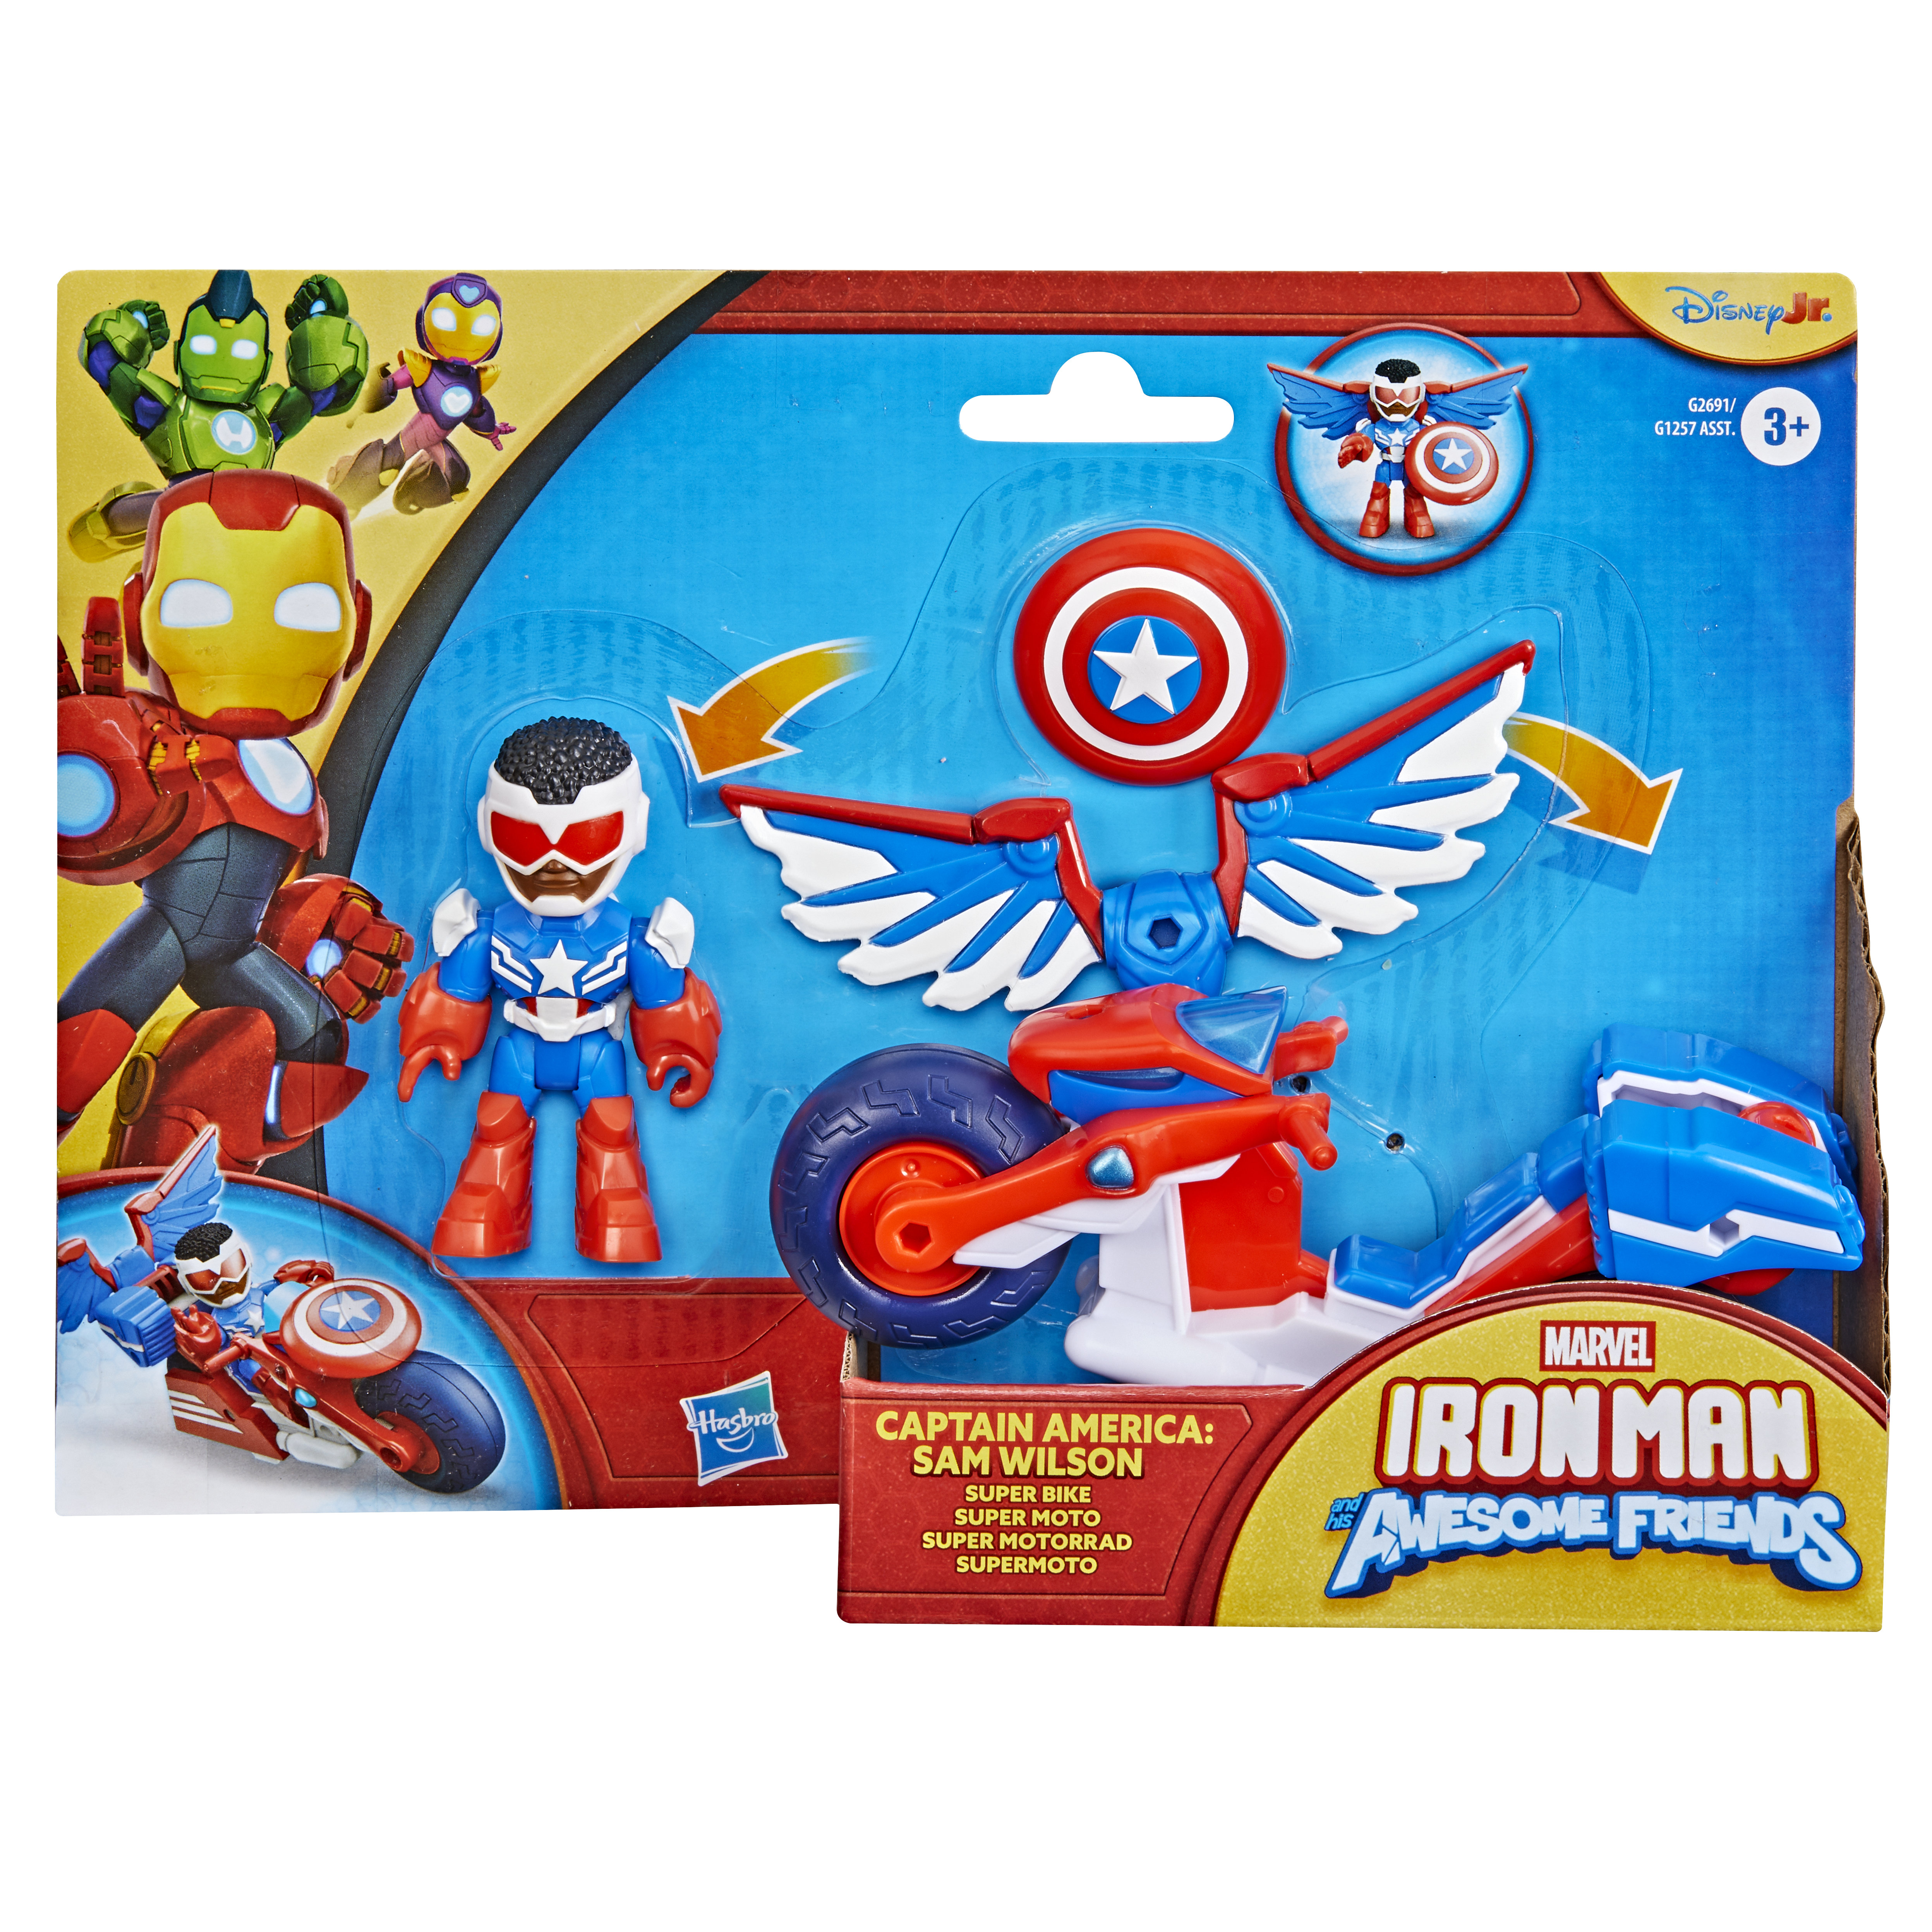 Disney Jr.
G2691/
G1257 ASST.
3+
Hasbro
CAPTAIN AMERICA:
SAM WILSON
SUPER BIKE
SUPER MOTO
SUPER MOTORRAD
SUPERMOTO
MARVEL
IRON MAN
and his
AWESOME FRIENDS